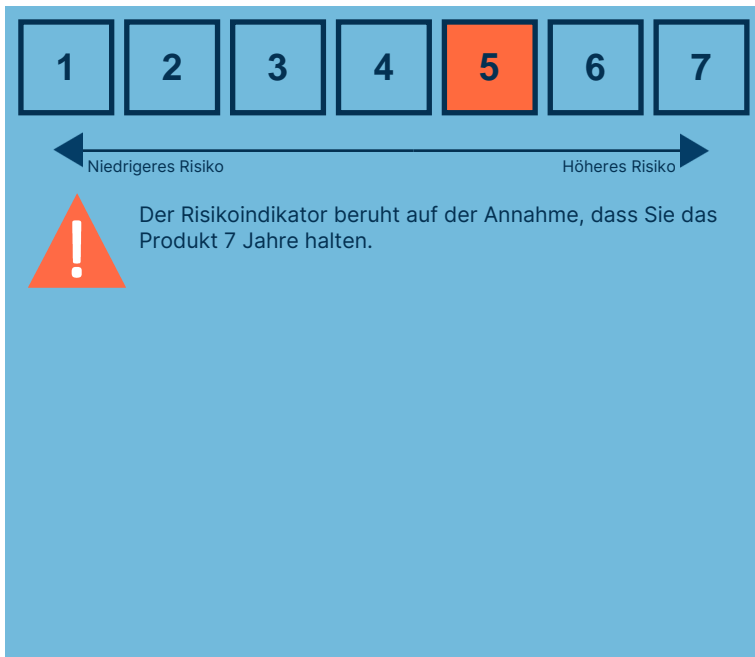 1 2 3 4 5 6 7
Niedrigeres Risiko Höheres Risiko
!
Der Risikoindikator beruht auf der Annahme, dass Sie das
Produkt 7 Jahre halten.